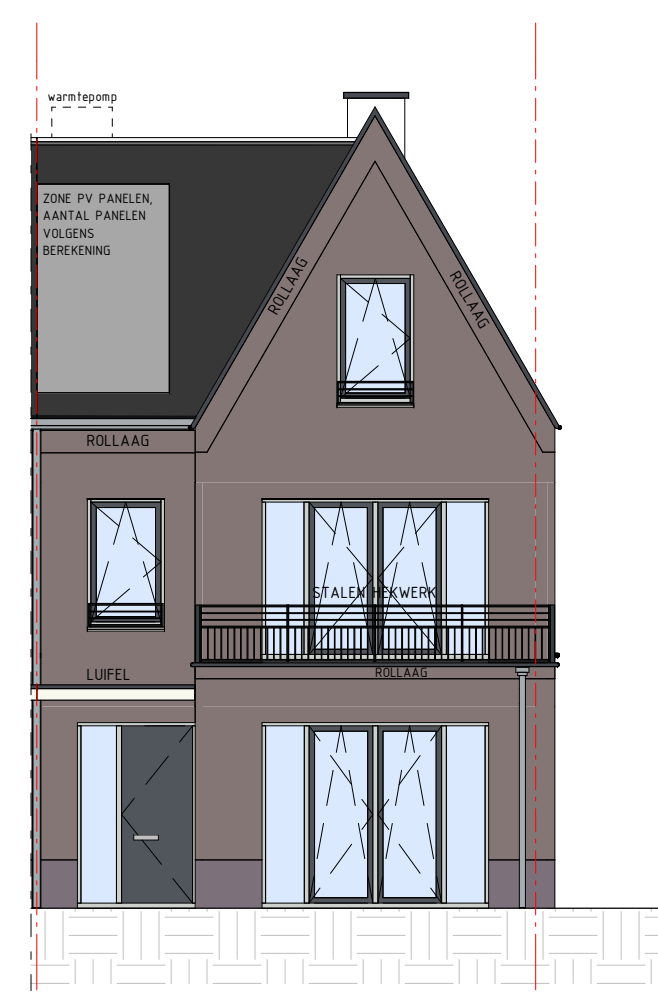 warmtepomp
ZONE PV PANELEN,
AANTAL PANELEN
VOLGENS
BEREKENING
ROLLAAG
ROLLAAG
ROLLAAG
STALEN HEKWERK
LUIFEL
ROLLAAG